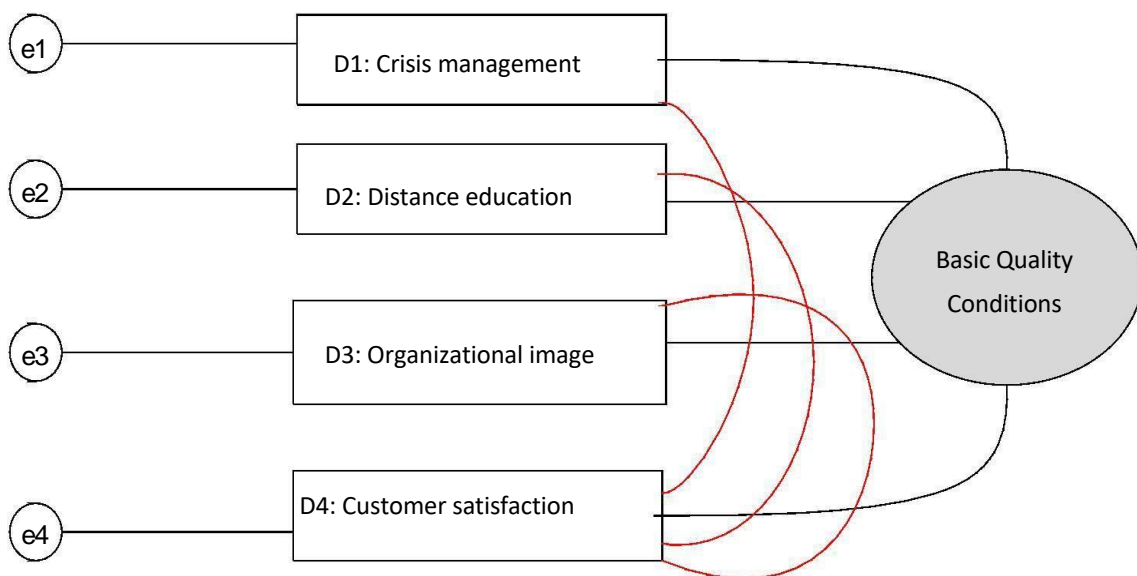 e1
D1: Crisis management
e2
D2: Distance education
Basic Quality
Conditions
e3
D3: Organizational image
e4
D4: Customer satisfaction